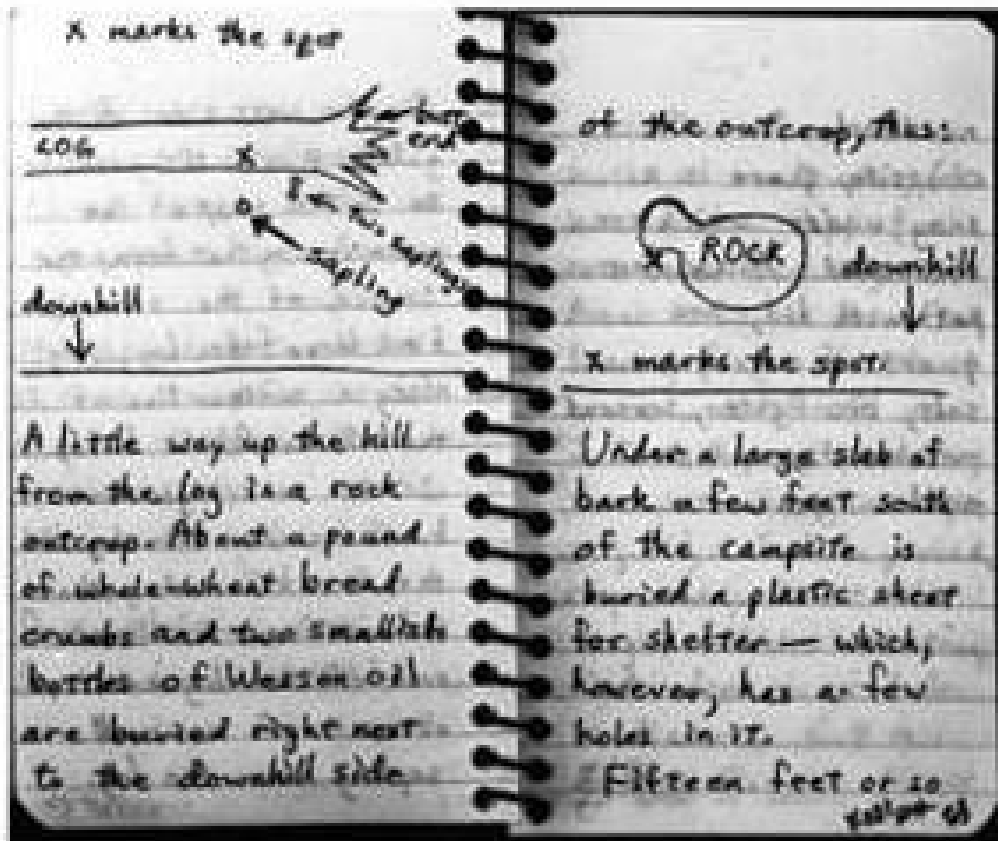 x marks the spot
burned
end
LOG
x
Between two saplings
sapling
downhill
A little way up the hill
from the log is a rock
outcrop. About a pound
of whole-wheat bread
crumbs and two smallish
bottles of Wesson oil
are buried right next
to the downhill side
of the outcrop, thus:
ROCK
x
downhill
x marks the spot.
Under a large slab of
bark a few feet south
of the campsite is
buried a plastic sheet
for shelter — which,
however, has a few
holes in it.
Fifteen feet or so